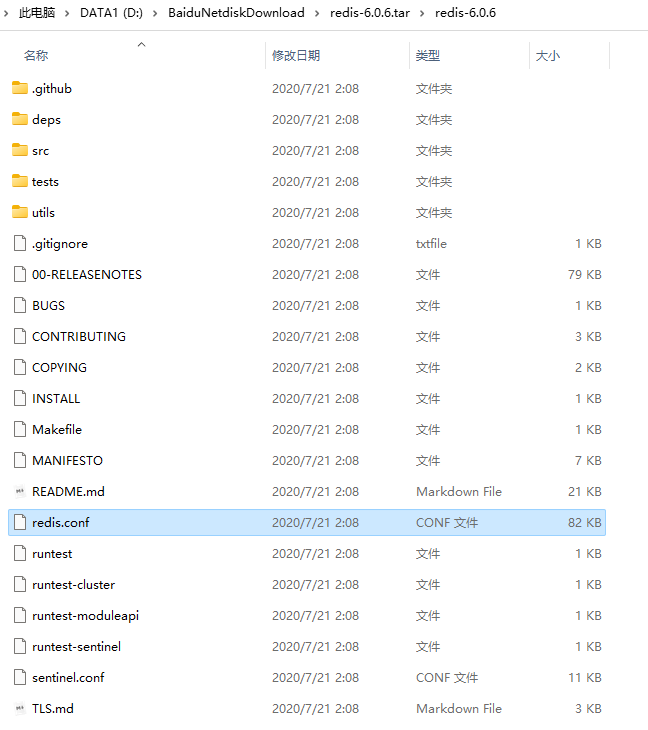 此电脑 › DATA1 (D:) › BaiduNetdiskDownload › redis-6.0.6.tar › redis-6.0.6
名称 修改日期 类型 大小
.github 2020/7/21 2:08 文件夹
deps 2020/7/21 2:08 文件夹
src 2020/7/21 2:08 文件夹
tests 2020/7/21 2:08 文件夹
utils 2020/7/21 2:08 文件夹
.gitignore 2020/7/21 2:08 txtfile 1 KB
00-RELEASENOTES 2020/7/21 2:08 文件 79 KB
BUGS 2020/7/21 2:08 文件 1 KB
CONTRIBUTING 2020/7/21 2:08 文件 3 KB
COPYING 2020/7/21 2:08 文件 2 KB
INSTALL 2020/7/21 2:08 文件 1 KB
Makefile 2020/7/21 2:08 文件 1 KB
MANIFESTO 2020/7/21 2:08 文件 7 KB
README.md 2020/7/21 2:08 Markdown File 21 KB
redis.conf 2020/7/21 2:08 CONF 文件 82 KB
runtest 2020/7/21 2:08 文件 1 KB
runtest-cluster 2020/7/21 2:08 文件 1 KB
runtest-moduleapi 2020/7/21 2:08 文件 1 KB
runtest-sentinel 2020/7/21 2:08 文件 1 KB
sentinel.conf 2020/7/21 2:08 CONF 文件 11 KB
TLS.md 2020/7/21 2:08 Markdown File 3 KB